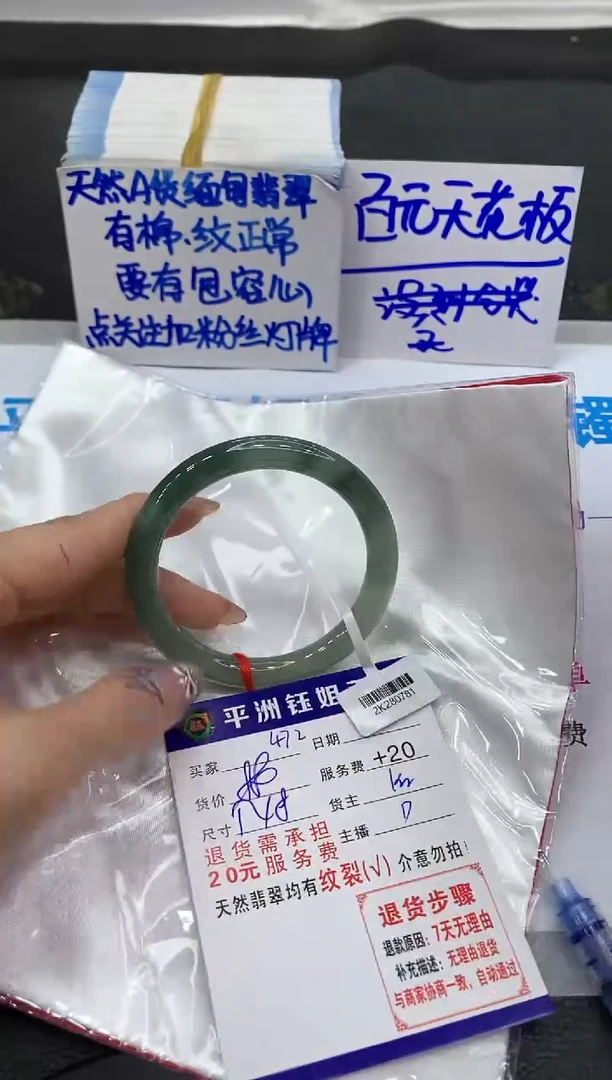 天然A货缅甸翡翠
有棉、纹正常
要有包容心
点关注加粉丝灯牌
百元天花板
平洲钰姐
2K280781
买家 472 日期
货价 服务费 +20
尺寸 货主
退货需承担 主播
20元服务费
天然翡翠均有纹裂(√) 介意勿拍!
退货步骤
退款原因：7天无理由
补充描述：无理由退货
与商家协商一致，自动通过
平
费